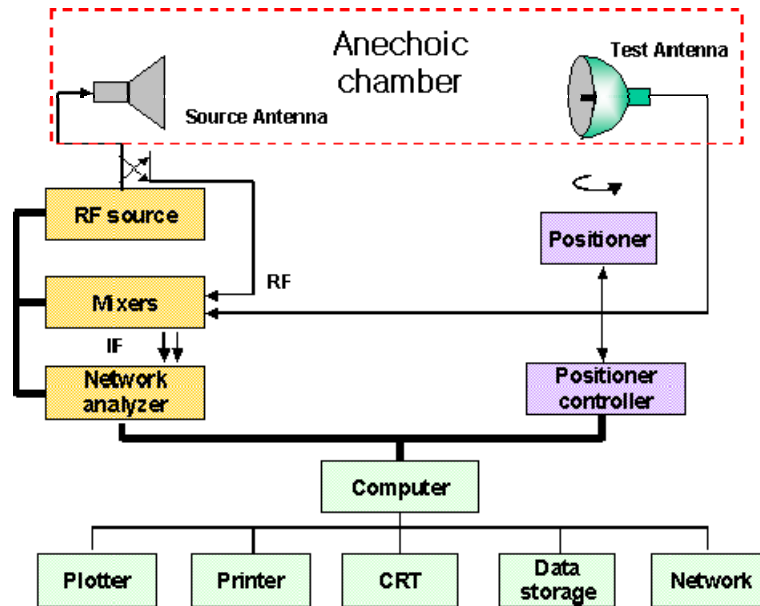 Anechoic
chamber
Test Antenna
Source Antenna
RF source
Positioner
RF
Mixers
IF
Network
analyzer
Positioner
controller
Computer
Plotter
Printer
CRT
Data
storage
Network